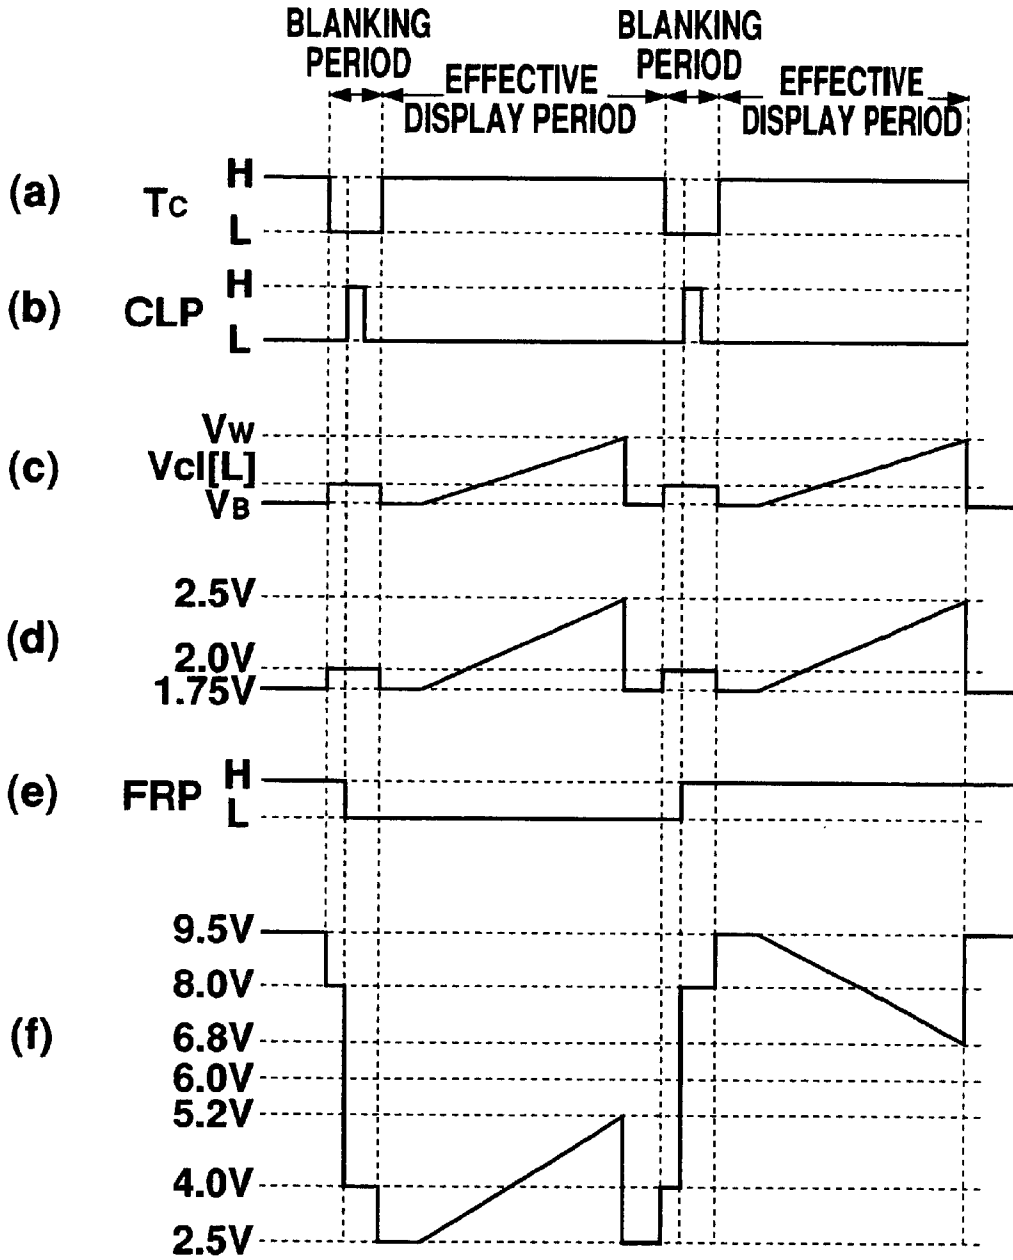 BLANKING PERIOD
EFFECTIVE DISPLAY PERIOD
BLANKING PERIOD
EFFECTIVE DISPLAY PERIOD
(a) Tc H
L
(b) CLP H
L
(c) Vw
Vcl[L]
VB
(d) 2.5V
2.0V
1.75V
(e) FRP H
L
(f) 9.5V
8.0V
6.8V
6.0V
5.2V
4.0V
2.5V